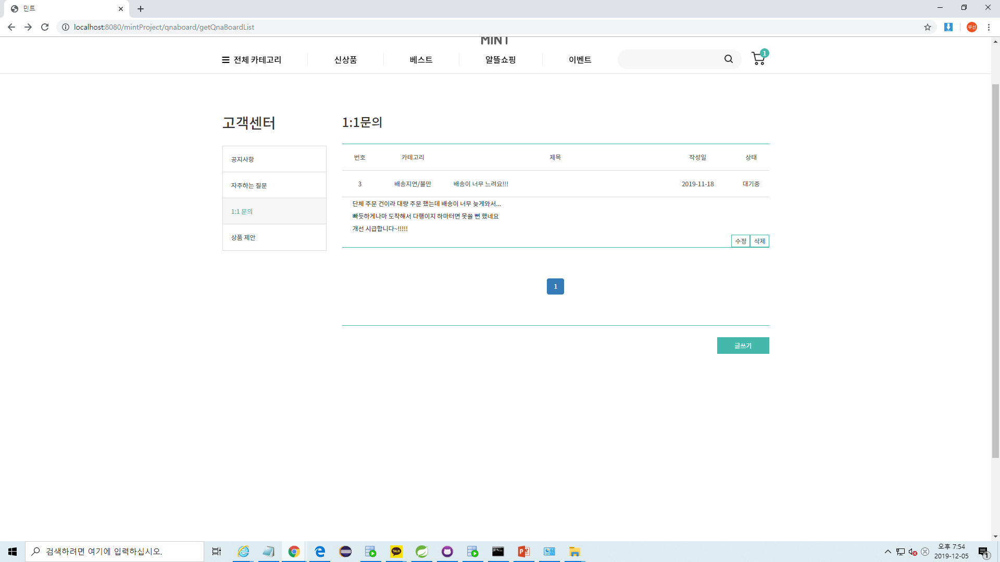 민트
localhost:8080/mintProject/qnaboard/getQnaBoardList
무선
MINT
전체 카테고리 신상품 베스트 알뜰쇼핑 이벤트 1
고객센터
공지사항
자주하는 질문
1:1 문의
상품 제안
1:1문의
번호 카테고리 제목 작성일 상태
3 배송지연/불만 배송이 너무 느려요!!! 2019-11-18 대기중
단체 주문 건이라 대량 주문 했는데 배송이 너무 늦게와서...
빠듯하게나마 도착해서 다행이지 하마터면 못쓸 뻔 했네요
개선 시급합니다~!!!!!
수정 삭제
1
글쓰기
검색하려면 여기에 입력하십시오.
TALK
오후 7:54
2019-12-05
1